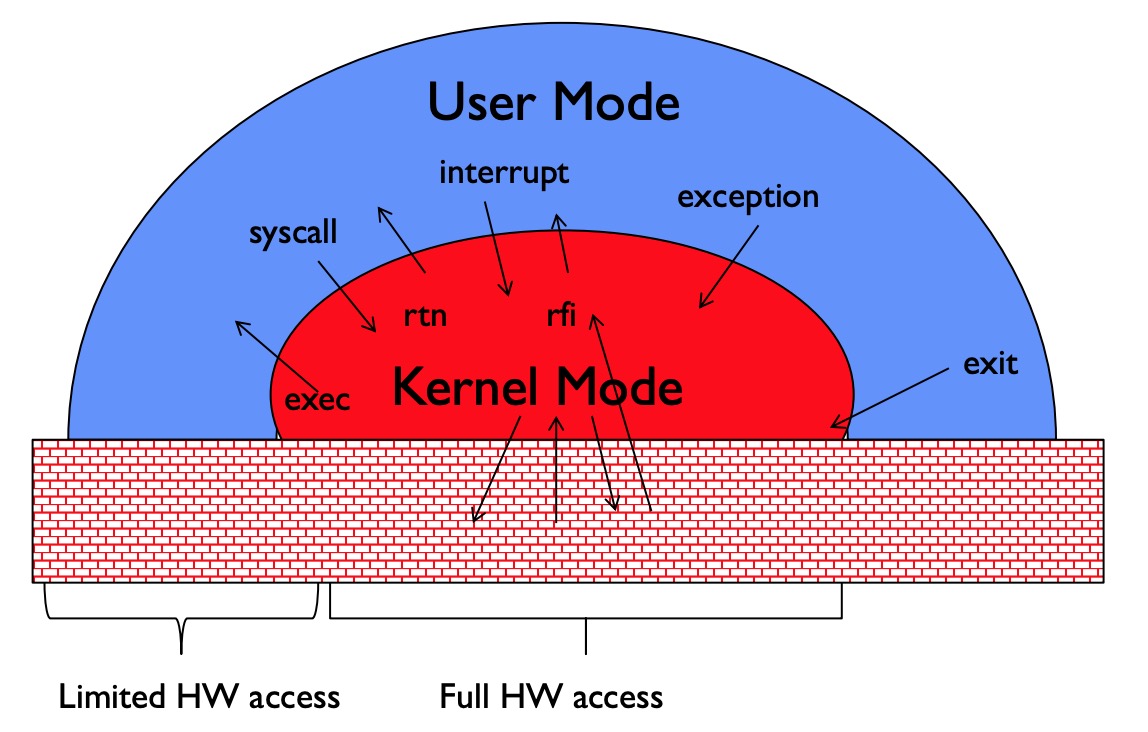 User Mode
interrupt
exception
syscall
rtn
rfi
exit
exec
Kernel Mode
Limited HW access
Full HW access